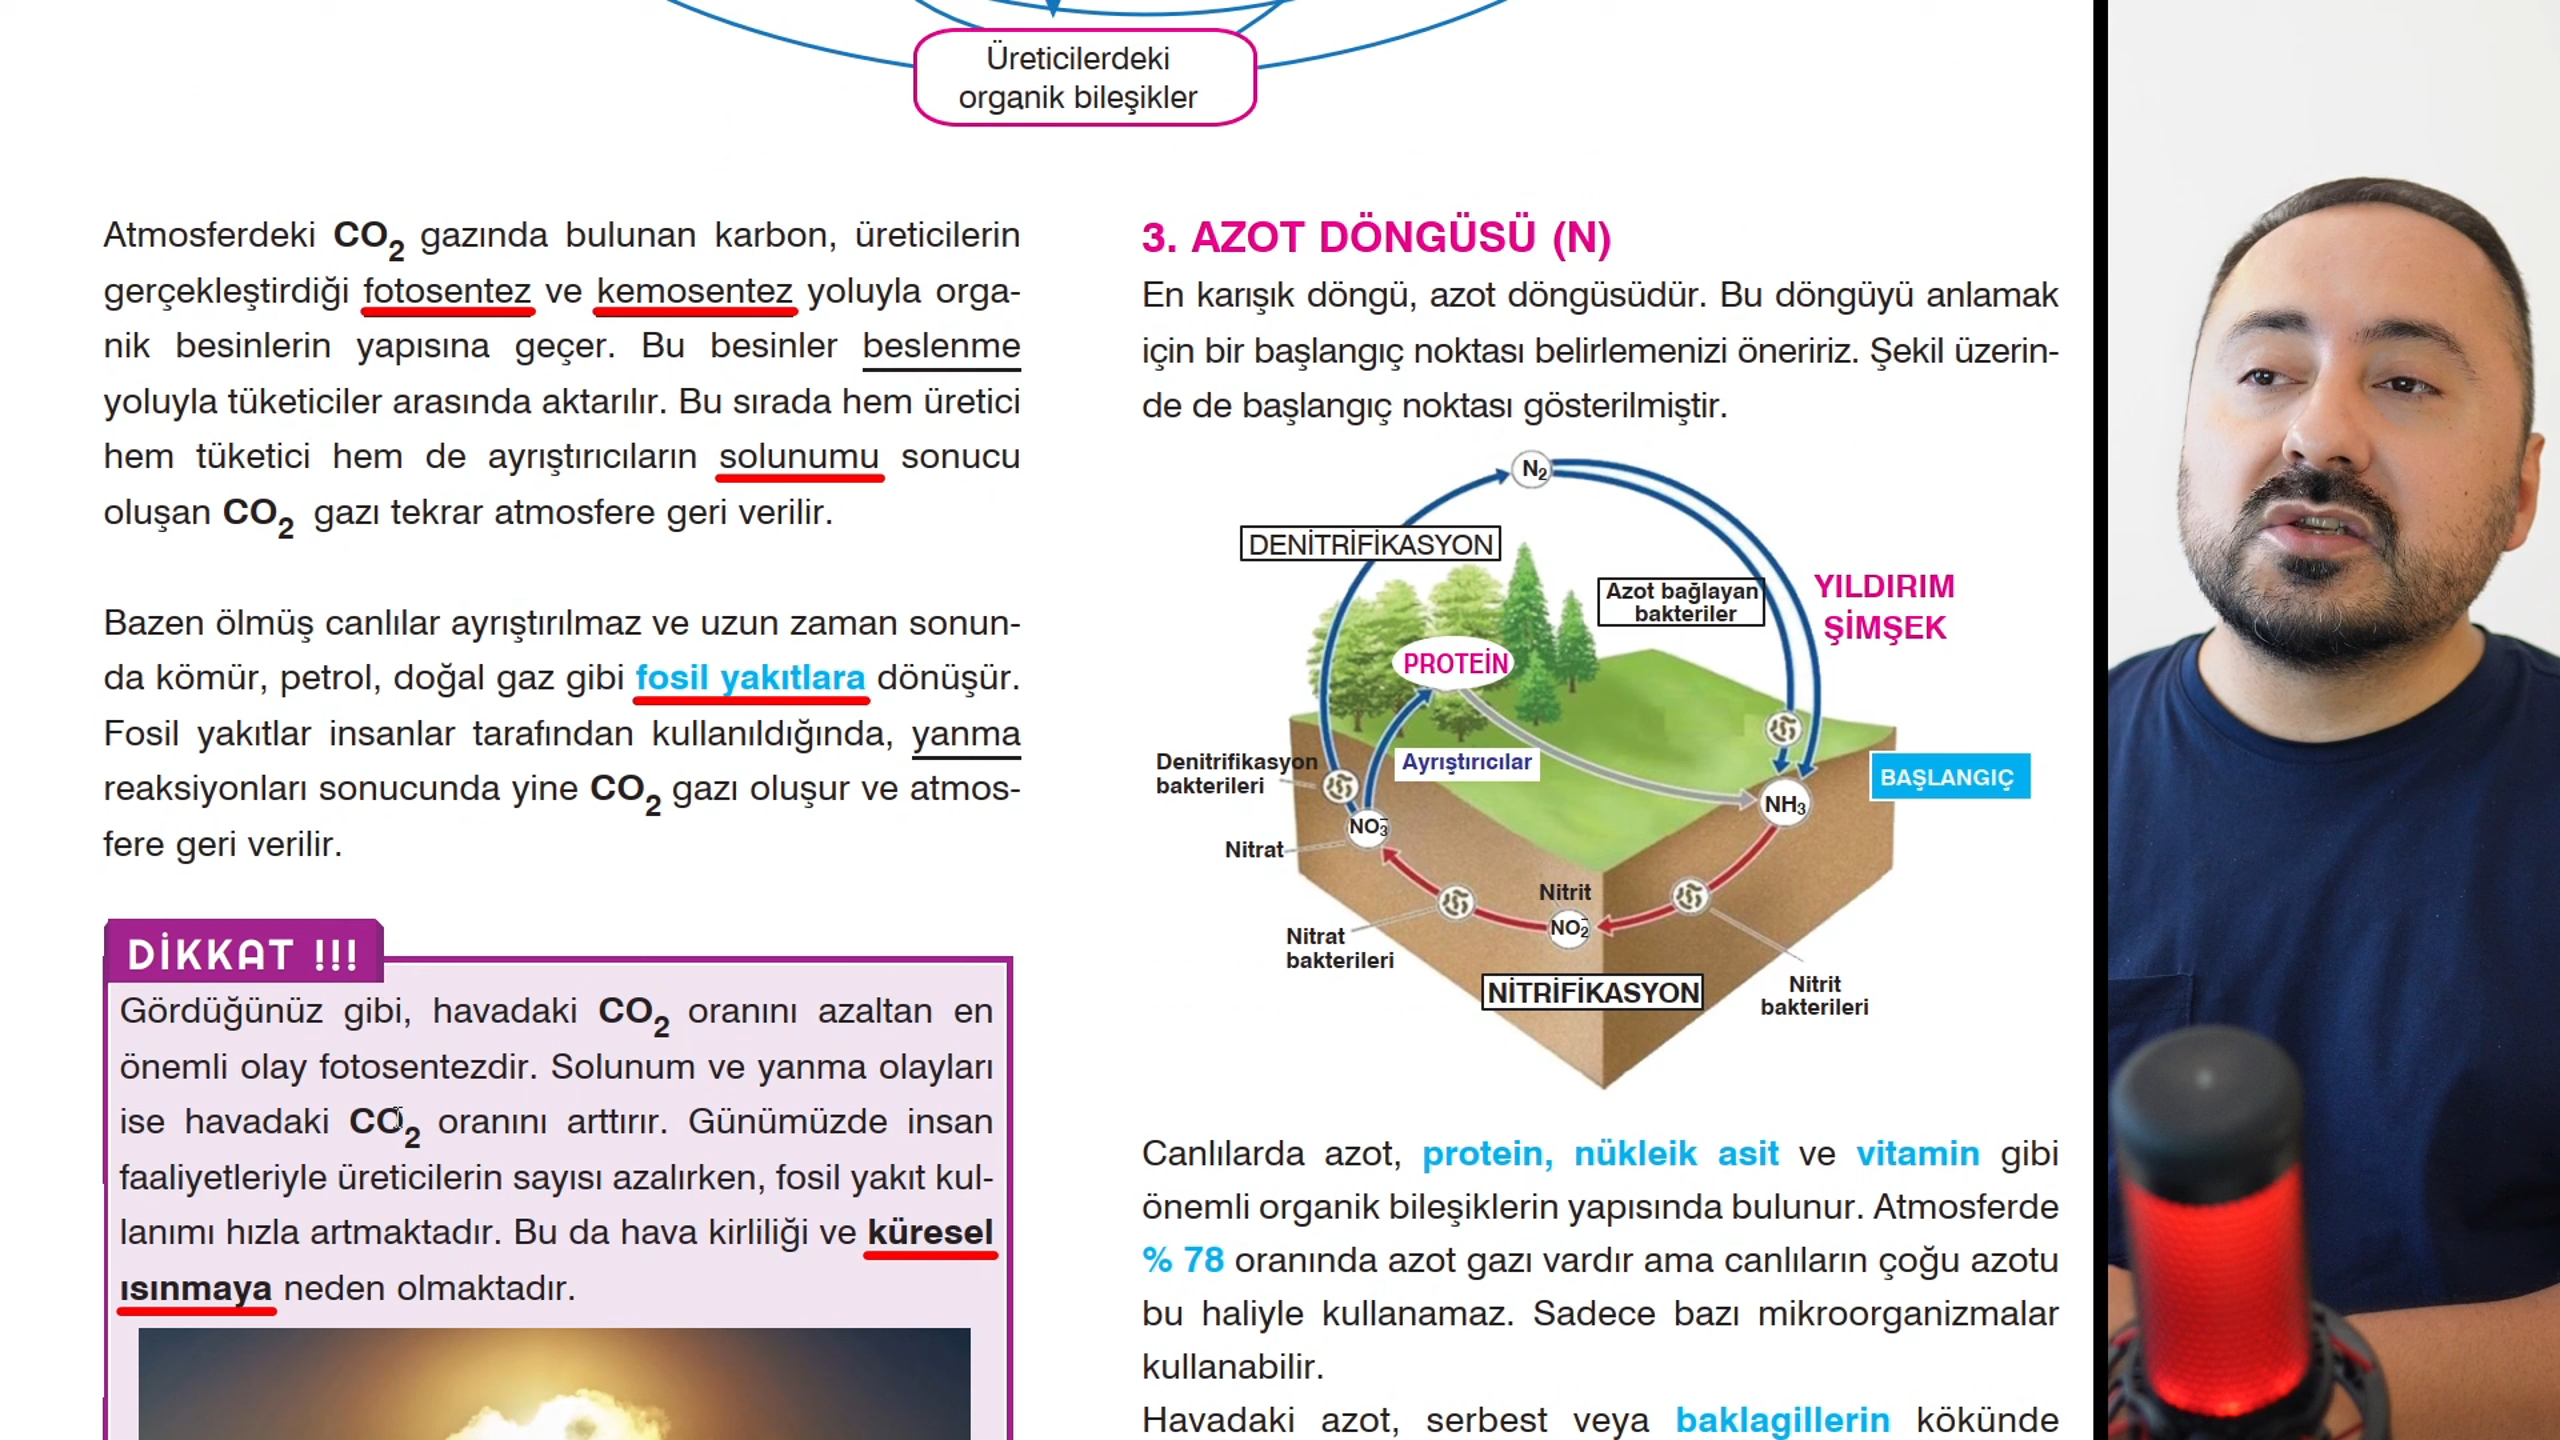 Üreticilerdeki
organik bileşikler
Atmosferdeki CO2 gazında bulunan karbon, üreticilerin
gerçekleştirdiği fotosentez ve kemosentez yoluyla orga-
nik besinlerin yapısına geçer. Bu besinler beslenme
yoluyla tüketiciler arasında aktarılır. Bu sırada hem üretici
hem tüketici hem de ayrıştırıcıların solunumu sonucu
oluşan CO2 gazı tekrar atmosfere geri verilir.
Bazen ölmüş canlılar ayrıştırılmaz ve uzun zaman sonun-
da kömür, petrol, doğal gaz gibi fosil yakıtlara dönüşür.
Fosil yakıtlar insanlar tarafından kullanıldığında, yanma
reaksiyonları sonucunda yine CO2 gazı oluşur ve atmos-
fere geri verilir.
DİKKAT !!!
Gördüğünüz gibi, havadaki CO2 oranını azaltan en
önemli olay fotosentezdir. Solunum ve yanma olayları
ise havadaki CO2 oranını arttırır. Günümüzde insan
faaliyetleriyle üreticilerin sayısı azalırken, fosil yakıt kul-
lanımı hızla artmaktadır. Bu da hava kirliliği ve küresel
ısınmaya neden olmaktadır.
3. AZOT DÖNGÜSÜ (N)
En karışık döngü, azot döngüsüdür. Bu döngüyü anlamak
için bir başlangıç noktası belirlemenizi öneririz. Şekil üzerin-
de de başlangıç noktası gösterilmiştir.
N2
DENİTRİFİKASYON
Azot bağlayan
bakteriler
YILDIRIM
ŞİMŞEK
PROTEİN
Denitrifikasyon
bakterileri
Ayrıştırıcılar
BAŞLANGIÇ
NH3
NO3-
Nitrat
Nitrit
NO2-
Nitrat
bakterileri
NİTRİFİKASYON
Nitrit
bakterileri
Canlılarda azot, protein, nükleik asit ve vitamin gibi
önemli organik bileşiklerin yapısında bulunur. Atmosferde
% 78 oranında azot gazı vardır ama canlıların çoğu azotu
bu haliyle kullanamaz. Sadece bazı mikroorganizmalar
kullanabilir.
Havadaki azot, serbest veya baklagillerin kökünde